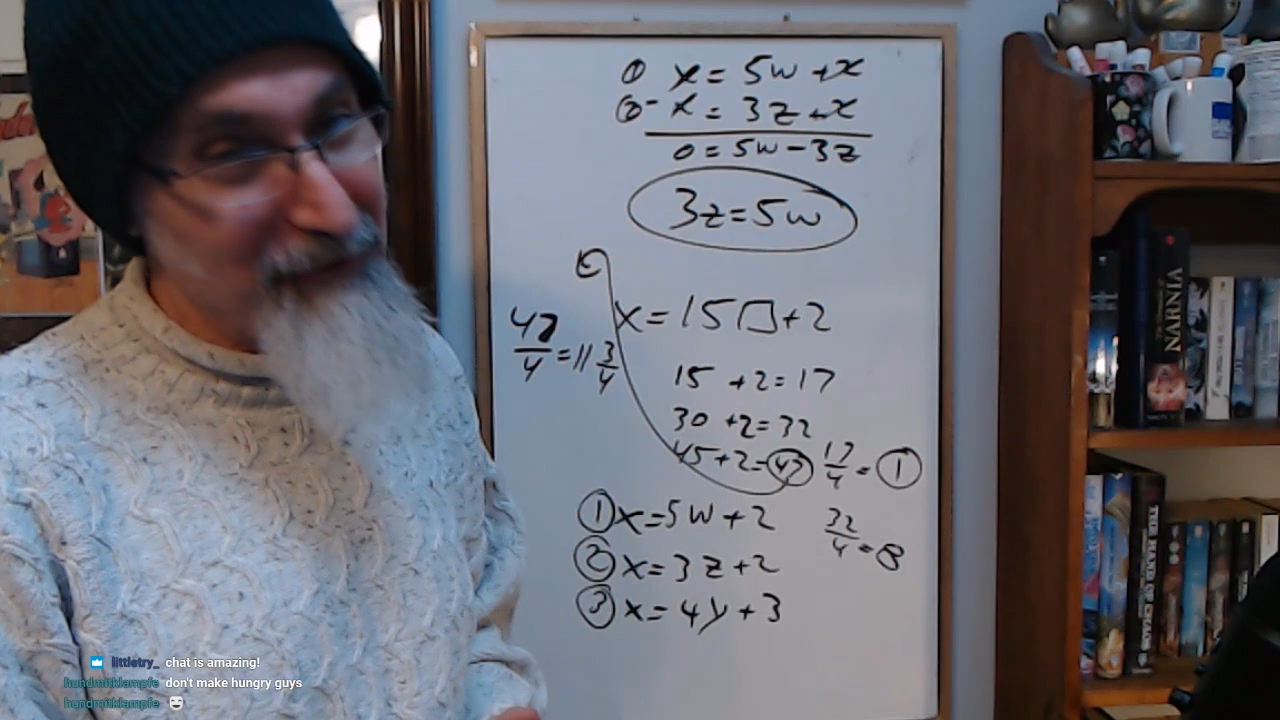 ① x = 5w + x
② - x = 3z + x
0 = 5w - 3z
3z = 5w
x = 15□ + 2
47/4 = 11 3/4
15 + 2 = 17
30 + 2 = 32
45 + 2 = 47
17/4 = 1
32/4 = 8
① x = 5w + 2
② x = 3z + 2
③ x = 4y + 3
NARNIA
littletry_ chat is amazing!
hundmitklampfe don't make hungry guys
hundmitklampfe